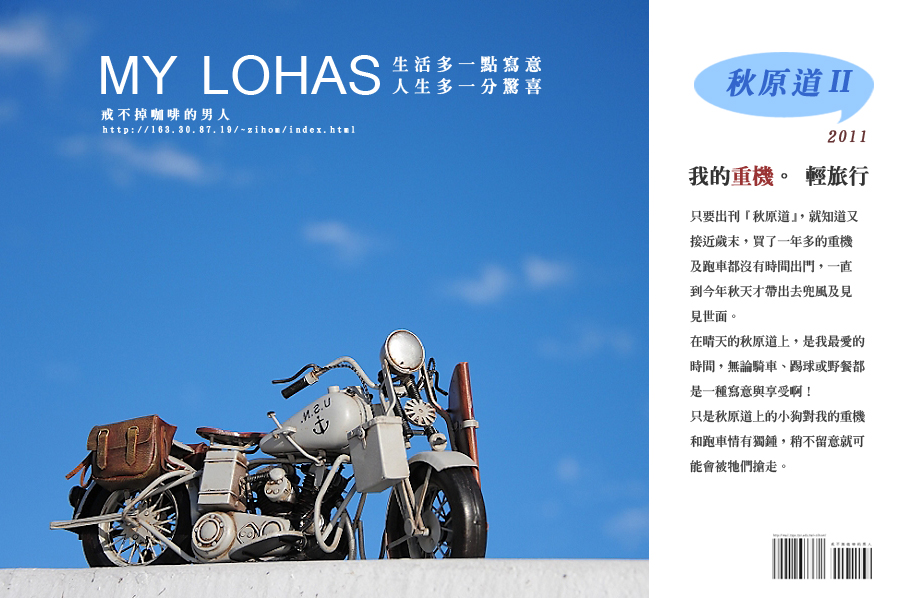 MY LOHAS
生活多一點寫意
人生多一分驚喜
戒不掉咖啡的男人
http://163.30.87.19/~zihom/index.html
秋原道 II
2011
我的重機。 輕旅行
只要出刊『秋原道』，就知道又
接近歲末，買了一年多的重機
及跑車都沒有時間出門，一直
到今年秋天才帶出去兜風及見
見世面。
在晴天的秋原道上，是我最愛的
時間，無論騎車、踢球或野餐都
是一種寫意與享受啊！
只是秋原道上的小狗對我的重機
和跑車情有獨鍾，稍不留意就可
能會被牠們搶走。
U.S.N.
戒不掉咖啡的男人